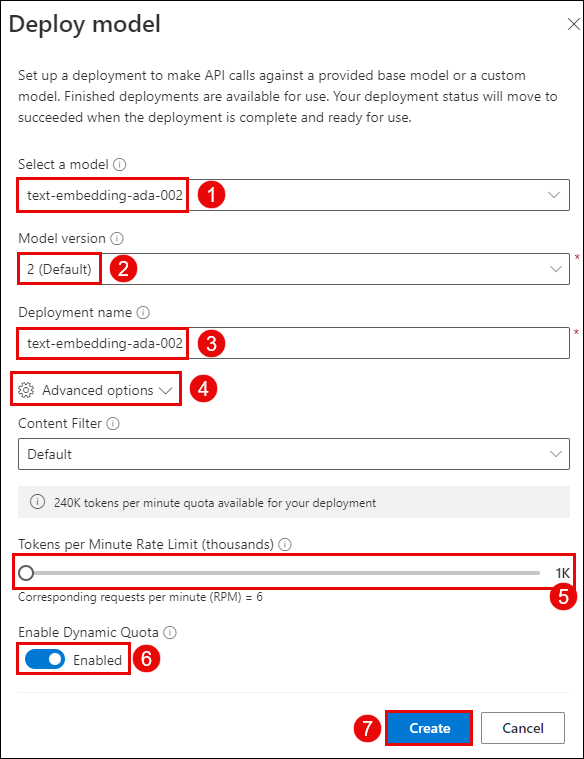 Deploy model
Set up a deployment to make API calls against a provided base model or a custom
model. Finished deployments are available for use. Your deployment status will move to
succeeded when the deployment is complete and ready for use.
Select a model
text-embedding-ada-002 1
Model version
2 (Default) 2 *
Deployment name
text-embedding-ada-002 3 *
Advanced options 4
Content Filter
Default
240K tokens per minute quota available for your deployment
Tokens per Minute Rate Limit (thousands)
1K
Corresponding requests per minute (RPM) = 6 5
Enable Dynamic Quota
Enabled 6
7 Create Cancel